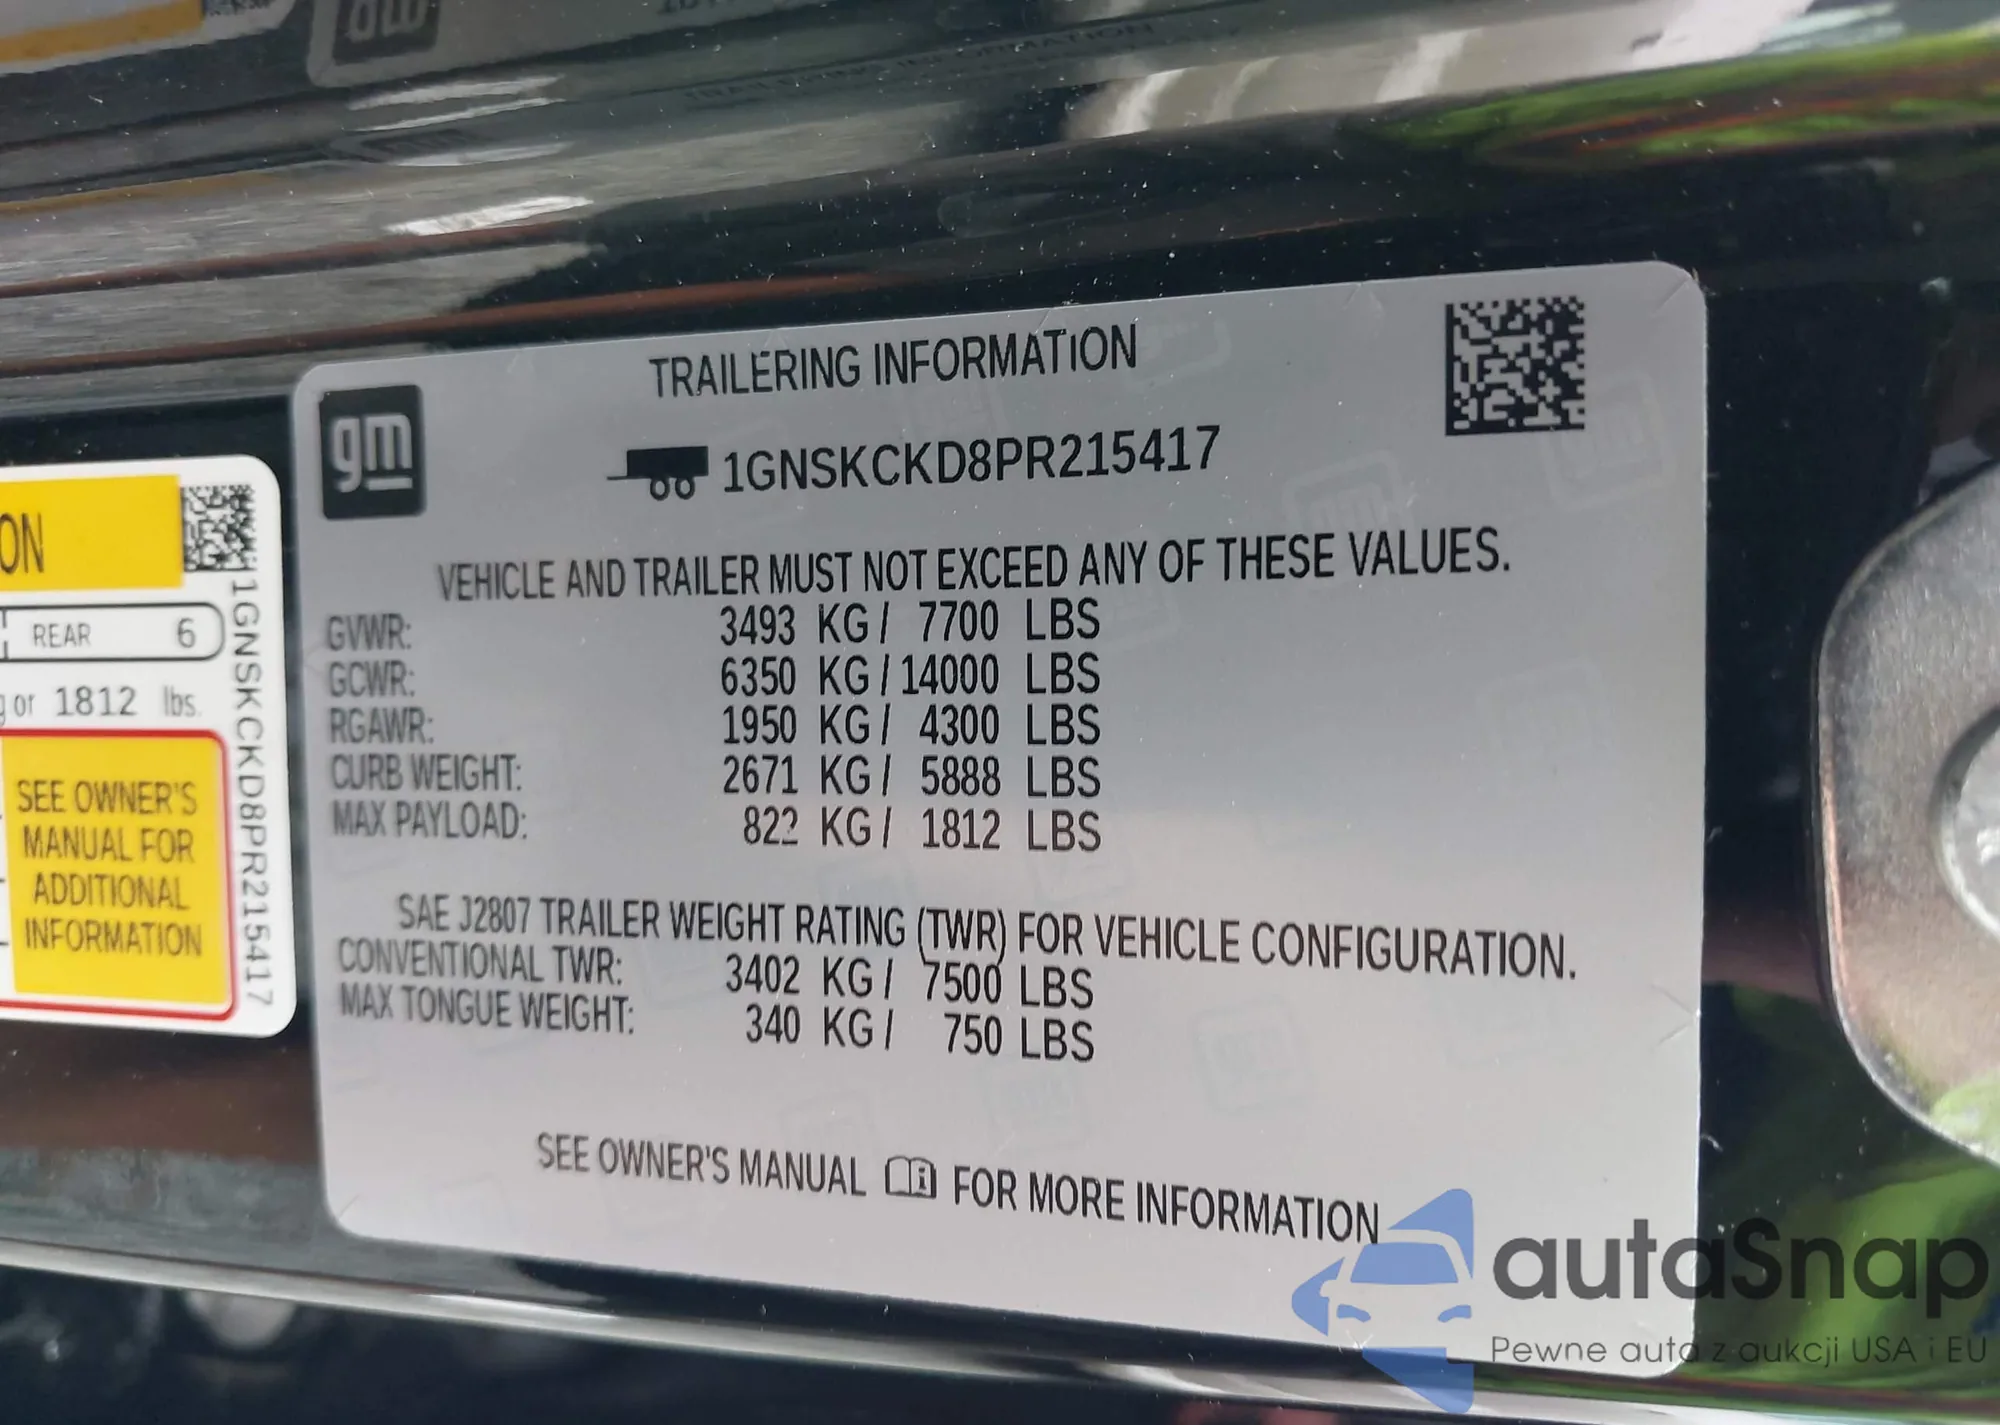 TRAILERING INFORMATION
gm
1GNSKCKD8PR215417
VEHICLE AND TRAILER MUST NOT EXCEED ANY OF THESE VALUES.
GVWR: 3493 KG / 7700 LBS
GCWR: 6350 KG / 14000 LBS
RGAWR: 1950 KG / 4300 LBS
CURB WEIGHT: 2671 KG / 5888 LBS
MAX PAYLOAD: 822 KG / 1812 LBS
SAE J2807 TRAILER WEIGHT RATING (TWR) FOR VEHICLE CONFIGURATION.
CONVENTIONAL TWR: 3402 KG / 7500 LBS
MAX TONGUE WEIGHT: 340 KG / 750 LBS
SEE OWNER'S MANUAL FOR MORE INFORMATION
REAR 6
or 1812 lbs.
SEE OWNER'S
MANUAL FOR
ADDITIONAL
INFORMATION
1GNSKCKD8PR215417
autaSnap
Pewne auta z aukcji USA i EU